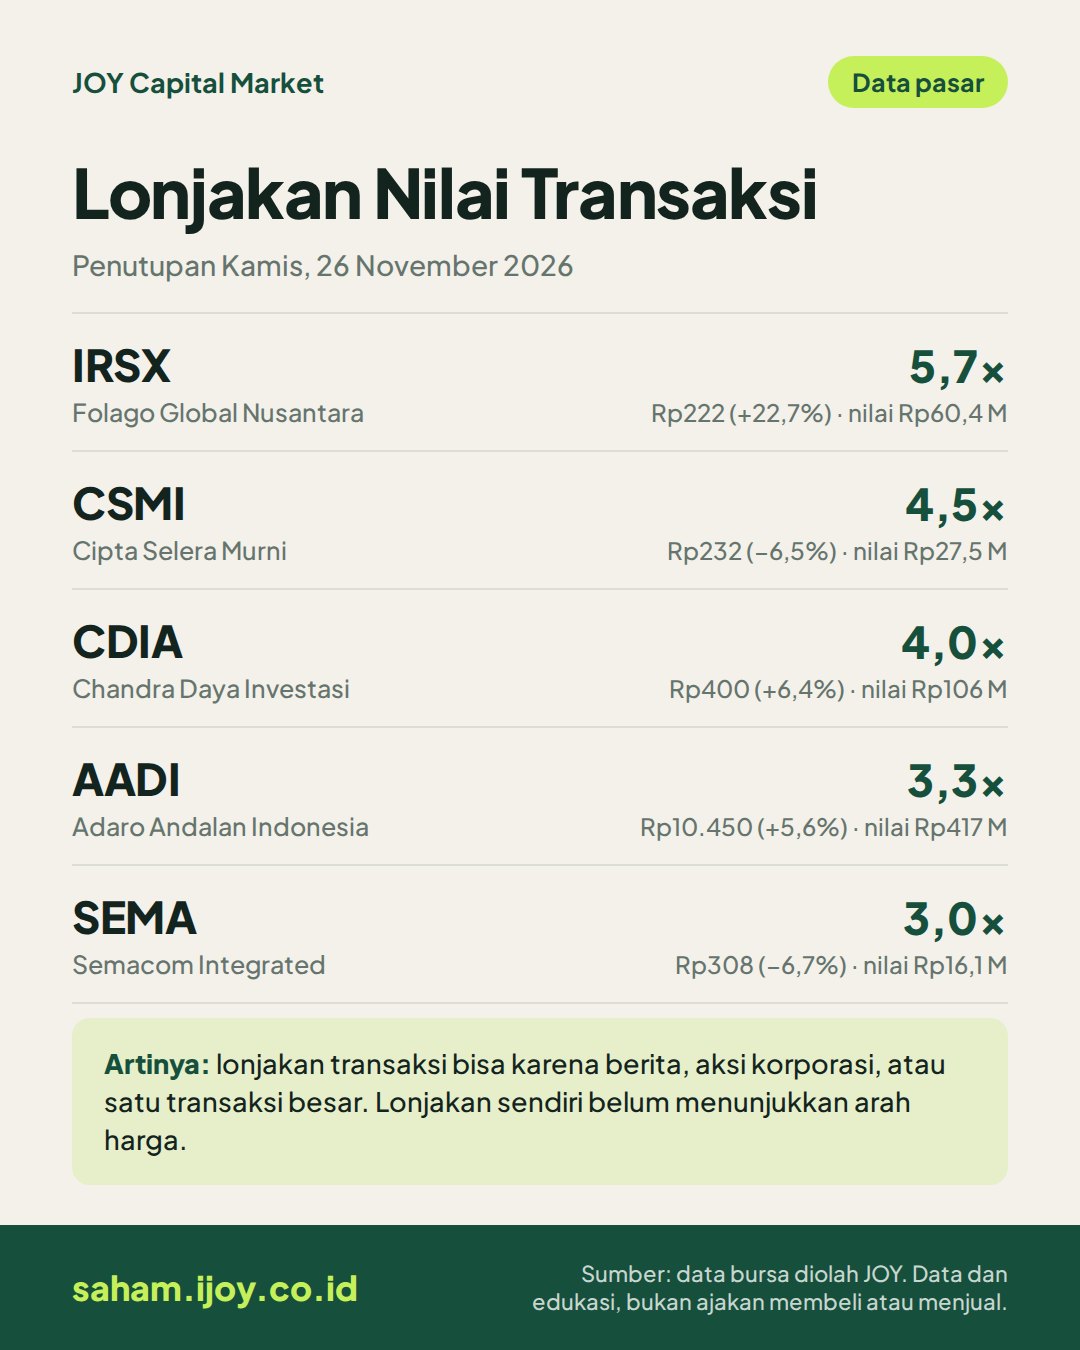 JOY Capital Market
Data pasar
Lonjakan Nilai Transaksi
Penutupan Kamis, 26 November 2026
IRSX
5,7×
Folago Global Nusantara
Rp222 (+22,7%) · nilai Rp60,4 M
CSMI
4,5×
Cipta Selera Murni
Rp232 (−6,5%) · nilai Rp27,5 M
CDIA
4,0×
Chandra Daya Investasi
Rp400 (+6,4%) · nilai Rp106 M
AADI
3,3×
Adaro Andalan Indonesia
Rp10.450 (+5,6%) · nilai Rp417 M
SEMA
3,0×
Semacom Integrated
Rp308 (−6,7%) · nilai Rp16,1 M
Artinya: lonjakan transaksi bisa karena berita, aksi korporasi, atau
satu transaksi besar. Lonjakan sendiri belum menunjukkan arah
harga.
saham.ijoy.co.id
Sumber: data bursa diolah JOY. Data dan
edukasi, bukan ajakan membeli atau menjual.